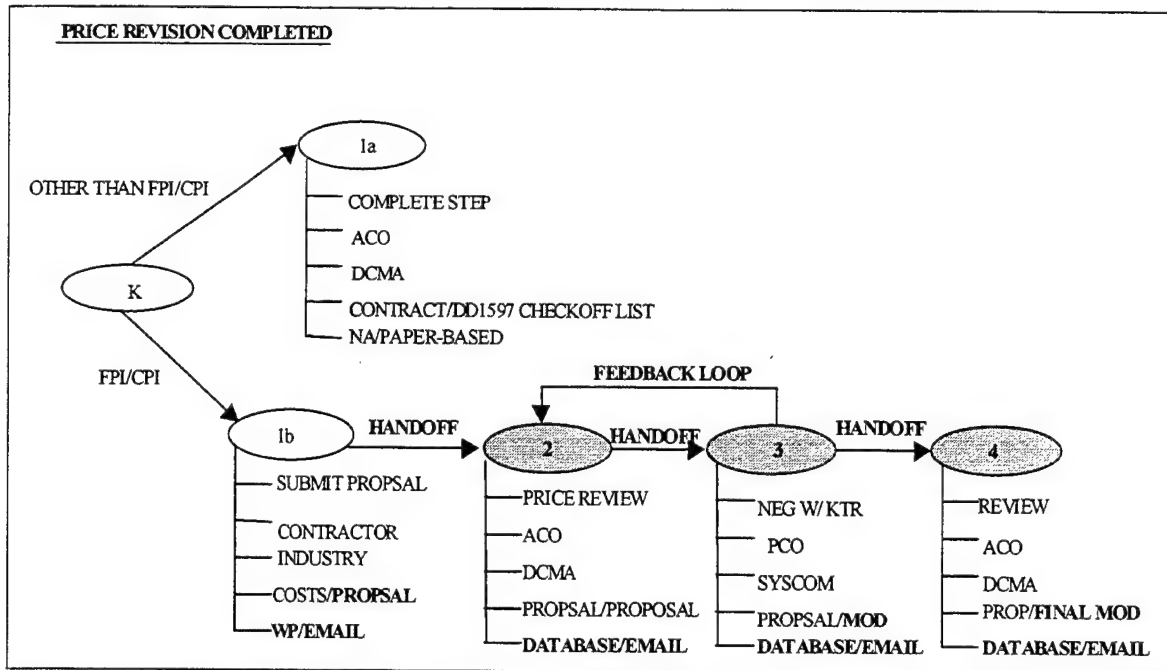 PRICE REVISION COMPLETED
1a
OTHER THAN FPI/CPI
COMPLETE STEP
ACO
DCMA
CONTRACT/DD1597 CHECKOFF LIST
NA/PAPER-BASED
K
FPI/CPI
FEEDBACK LOOP
1b
HANDOFF
2
HANDOFF
3
HANDOFF
4
SUBMIT PROPSAL
CONTRACTOR
INDUSTRY
COSTS/PROPSAL
WP/EMAIL
PRICE REVIEW
ACO
DCMA
PROPSAL/PROPOSAL
DATABASE/EMAIL
NEG W/ KTR
PCO
SYSCOM
PROPSAL/MOD
DATABASE/EMAIL
REVIEW
ACO
DCMA
PROP/FINAL MOD
DATABASE/EMAIL